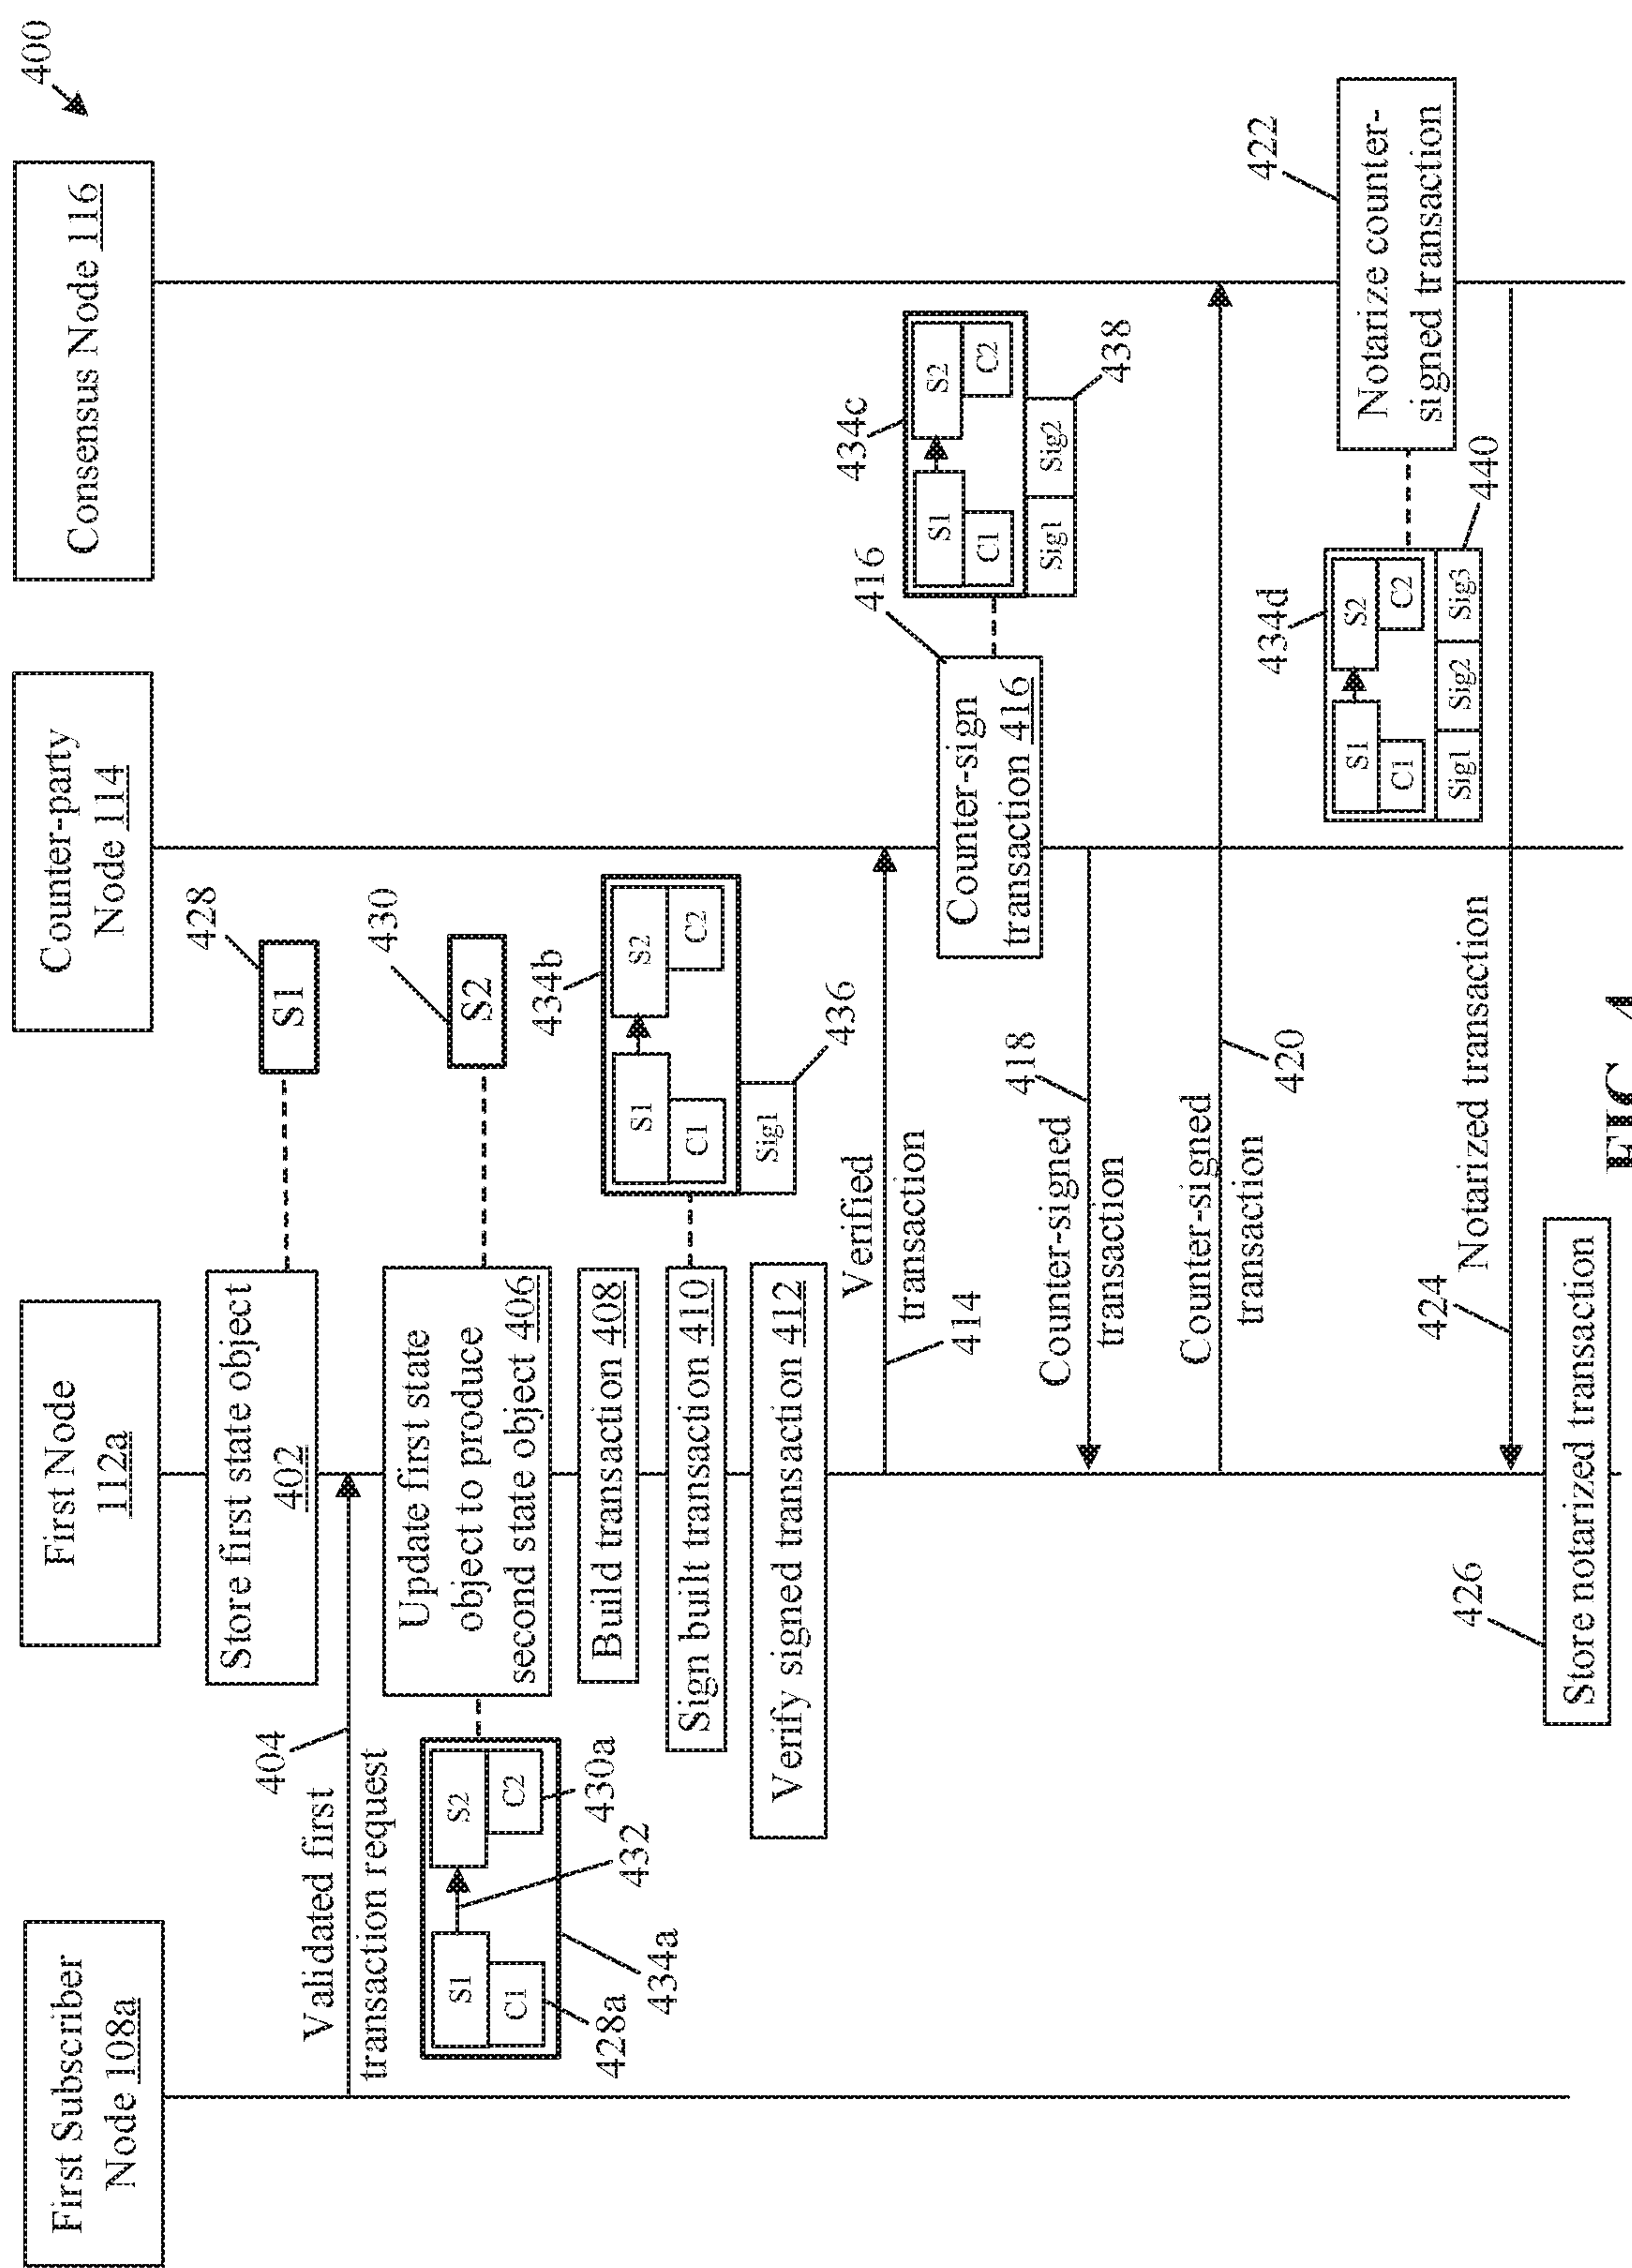 400
First Subscriber
Node 108a
First Node
112a
Counter-party
Node 114
Consensus Node 116
Store first state object
402
S1
428
404
Validated first
transaction request
Update first state
object to produce
second state object 406
S2
430
S1
S2
C1
C2
428a
434a
432
430a
Build transaction 408
Sign built transaction 410
S1
S2
C1
C2
Sig1
434b
436
Verify signed transaction 412
Verified
transaction
414
Counter-sign
transaction 416
416
S1
S2
C1
C2
Sig1
Sig2
434c
438
Counter-signed
transaction
418
Counter-signed
transaction
420
Notarize counter-
signed transaction
422
S1
S2
C1
C2
Sig1
Sig2
Sig3
434d
440
Notarized transaction
424
Store notarized transaction
426
FIG. 4